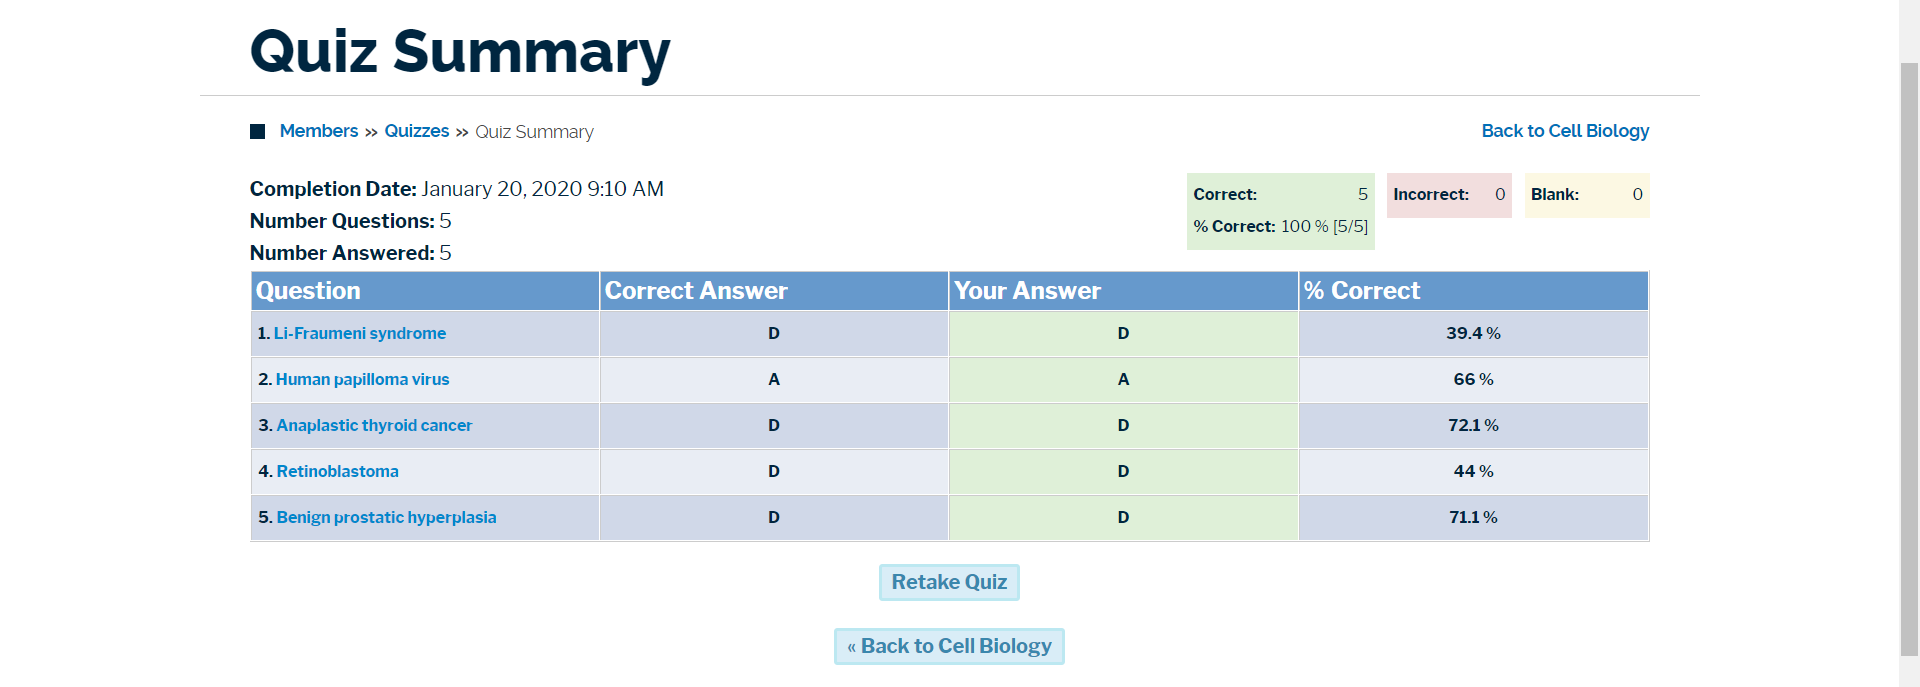 Quiz Summary
Members » Quizzes » Quiz Summary
Back to Cell Biology
Completion Date: January 20, 2020 9:10 AM
Number Questions: 5
Number Answered: 5
Correct: 5
% Correct: 100 % [5/5]
Incorrect: 0
Blank: 0
Question Correct Answer Your Answer % Correct
1. Li-Fraumeni syndrome D D 39.4 %
2. Human papilloma virus A A 66 %
3. Anaplastic thyroid cancer D D 72.1 %
4. Retinoblastoma D D 44 %
5. Benign prostatic hyperplasia D D 71.1 %
Retake Quiz
« Back to Cell Biology